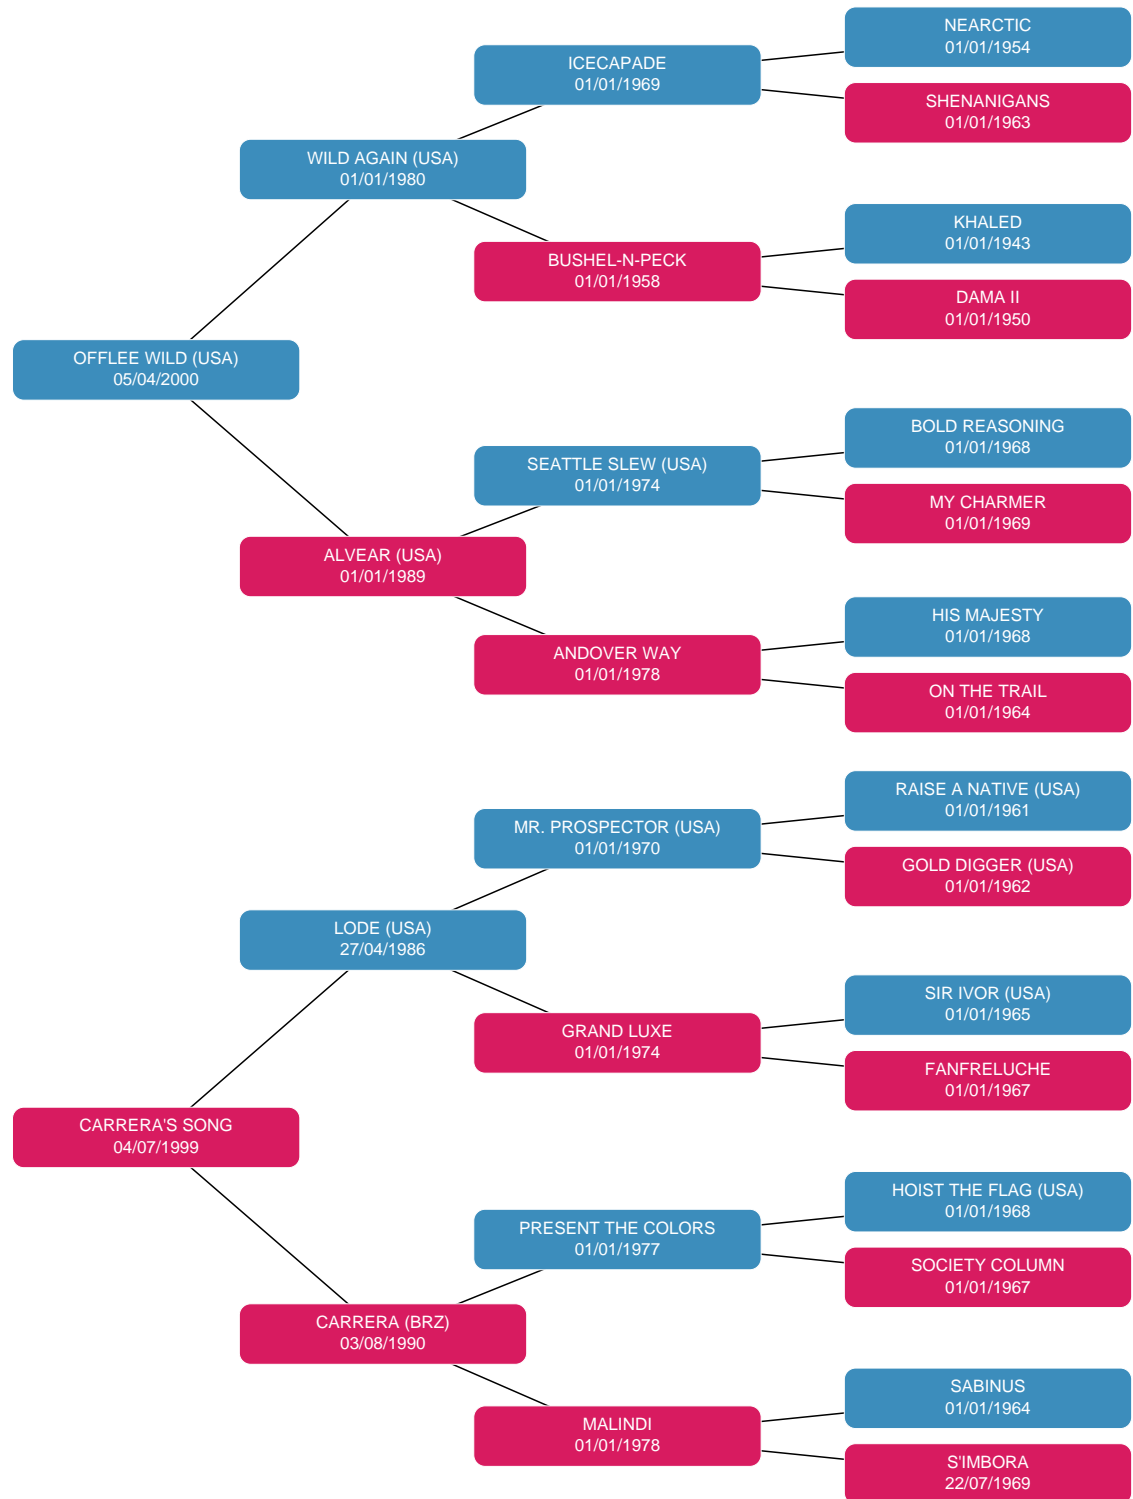 NEARCTIC
01/01/1954
ICECAPADE
01/01/1969
SHENANIGANS
01/01/1963
WILD AGAIN (USA)
01/01/1980
KHALED
01/01/1943
BUSHEL-N-PECK
01/01/1958
DAMA II
01/01/1950
OFFLEE WILD (USA)
05/04/2000
BOLD REASONING
01/01/1968
SEATTLE SLEW (USA)
01/01/1974
MY CHARMER
01/01/1969
ALVEAR (USA)
01/01/1989
HIS MAJESTY
01/01/1968
ANDOVER WAY
01/01/1978
ON THE TRAIL
01/01/1964
RAISE A NATIVE (USA)
01/01/1961
MR. PROSPECTOR (USA)
01/01/1970
GOLD DIGGER (USA)
01/01/1962
LODE (USA)
27/04/1986
SIR IVOR (USA)
01/01/1965
GRAND LUXE
01/01/1974
FANFRELUCHE
01/01/1967
CARRERA'S SONG
04/07/1999
HOIST THE FLAG (USA)
01/01/1968
PRESENT THE COLORS
01/01/1977
SOCIETY COLUMN
01/01/1967
CARRERA (BRZ)
03/08/1990
SABINUS
01/01/1964
MALINDI
01/01/1978
S'IMBORA
22/07/1969